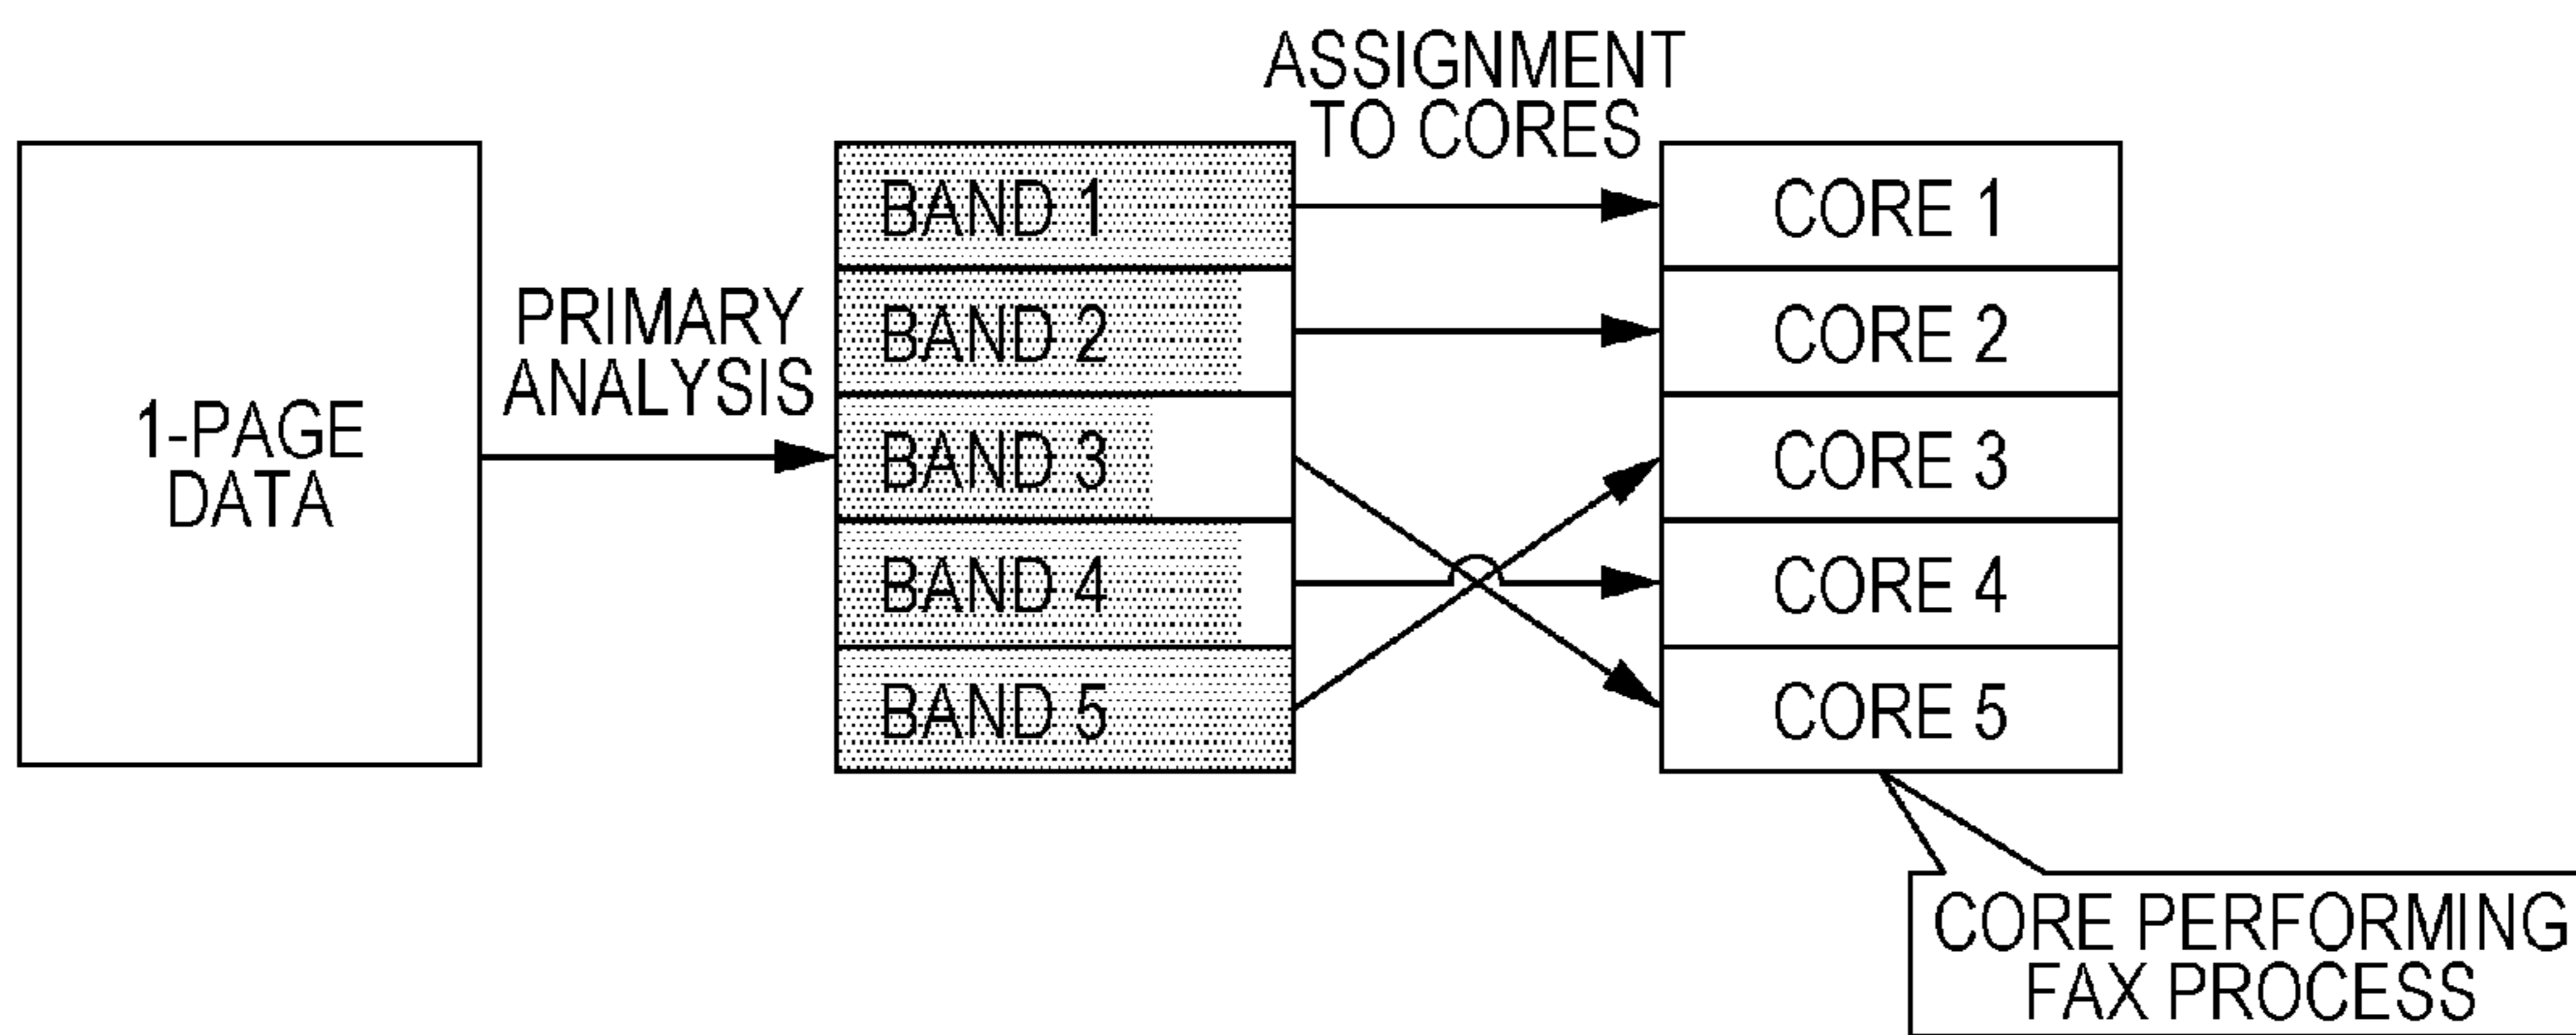 1-PAGE
DATA
PRIMARY
ANALYSIS
BAND 1
BAND 2
BAND 3
BAND 4
BAND 5
ASSIGNMENT
TO CORES
CORE 1
CORE 2
CORE 3
CORE 4
CORE 5
CORE PERFORMING
FAX PROCESS